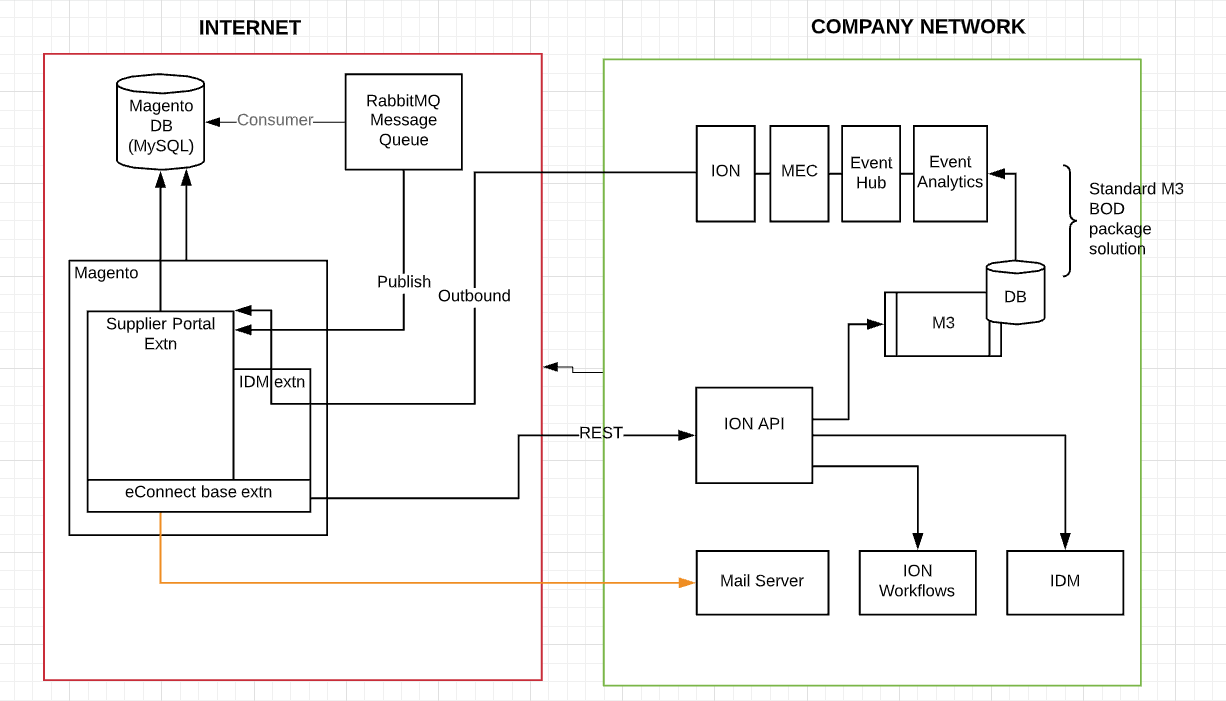 INTERNET
COMPANY NETWORK
Magento
DB
(MySQL)
Consumer
RabbitMQ
Message
Queue
ION
MEC
Event
Hub
Event
Analytics
Standard M3
BOD
package
solution
Magento
Publish
Outbound
DB
M3
Supplier Portal
Extn
IDM extn
ION API
REST
eConnect base extn
Mail Server
ION
Workflows
IDM